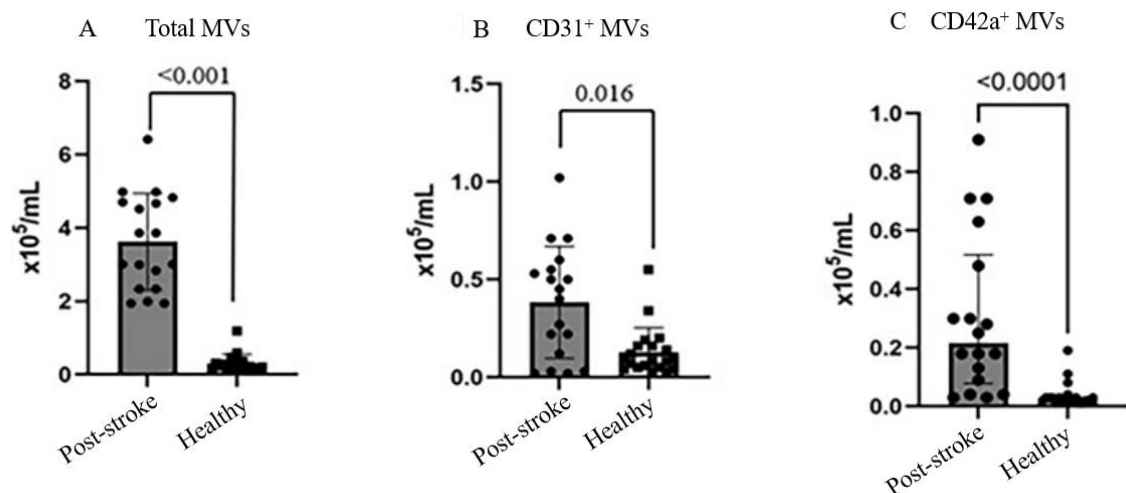 A Total MVs
<0.001
8
6
4
2
0
x10⁵/mL
Post-stroke
Healthy
B CD31⁺ MVs
0.016
1.5
1.0
0.5
0.0
x10⁵/mL
Post-stroke
Healthy
C CD42a⁺ MVs
<0.0001
1.0
0.8
0.6
0.4
0.2
0.0
x10⁵/mL
Post-stroke
Healthy